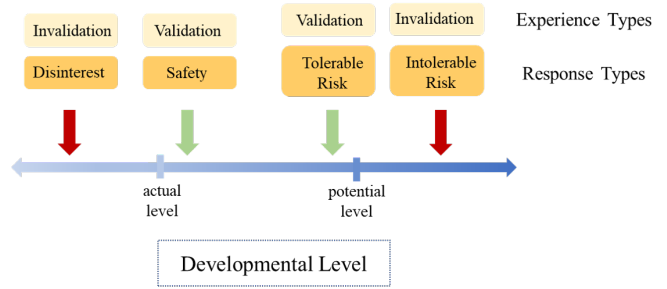 Invalidation Validation Validation Invalidation Experience Types
Disinterest Safety Tolerable Risk Intolerable Risk Response Types
actual level potential level
Developmental Level